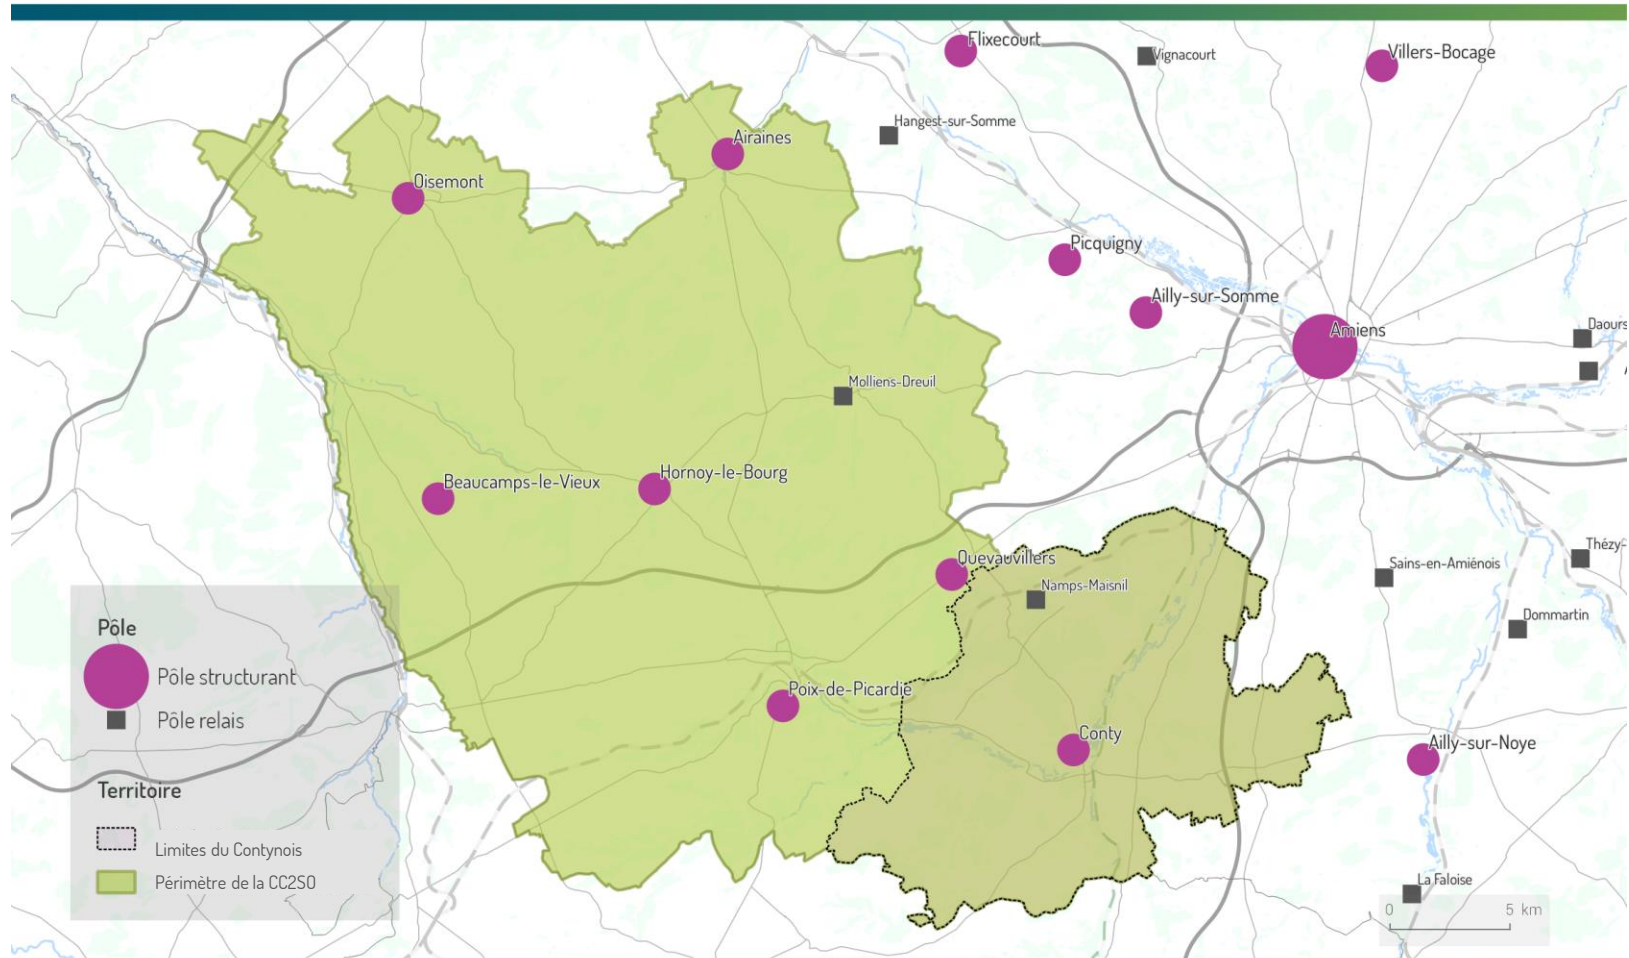 Flixecourt
Vignacourt
Villers-Bocage
Hangest-sur-Somme
Airaines
Oisemont
Picquigny
Ailly-sur-Somme
Amiens
Daours
A
Molliens-Dreuil
Hornoy-le-Bourg
Beaucamps-le-Vieux
Quevauvillers
Namps-Maisnil
Sains-en-Amiénois
Thézy-
Dommartin
Poix-de-Picardie
Conty
Ailly-sur-Noye
La Faloise
Pôle
Pôle structurant
Pôle relais
Territoire
Limites du Contynois
Périmètre de la CC2SO
0 5 km